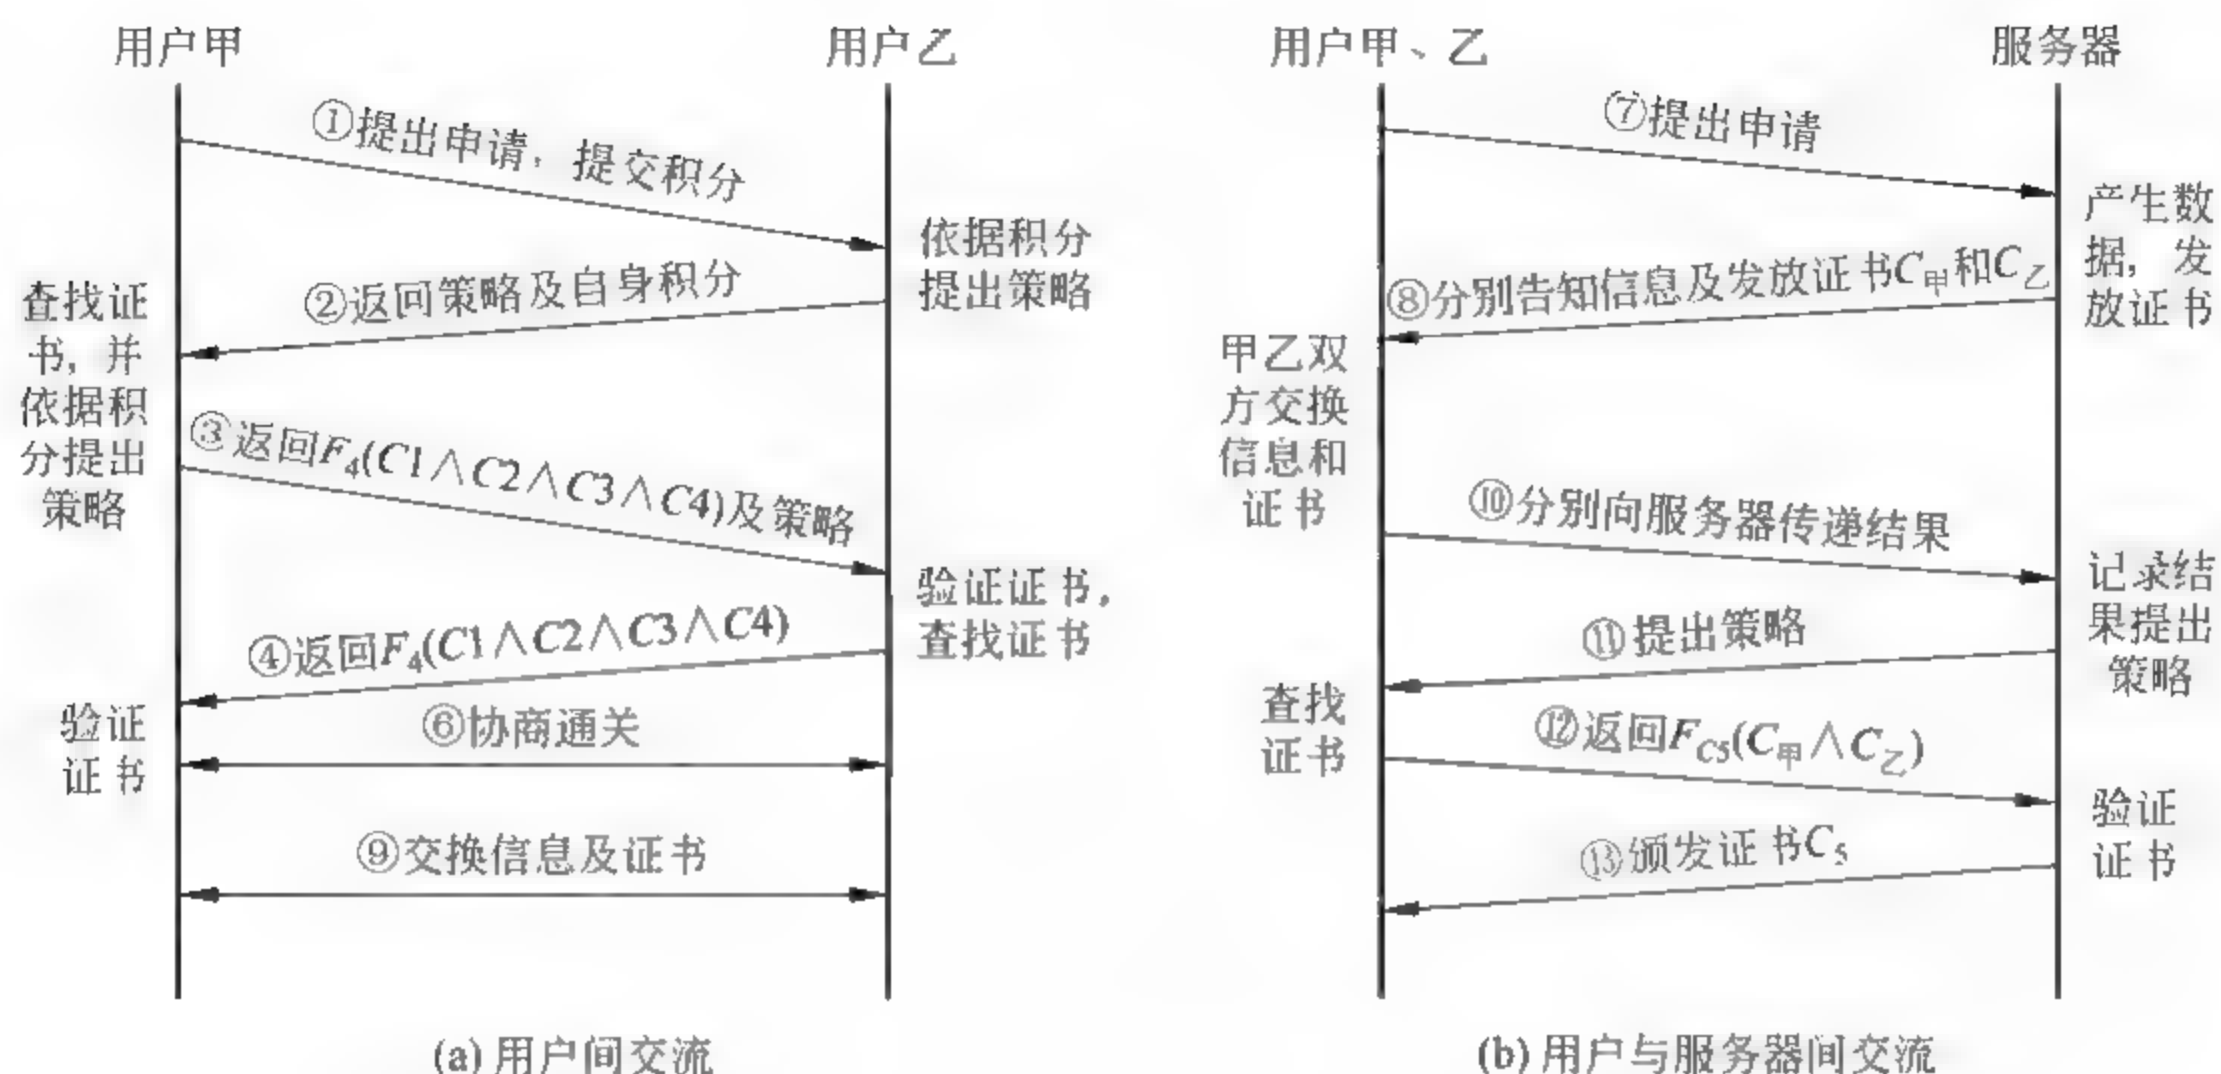 用户甲
用户乙
①提出申请，提交积分
依据积分
提出策略
②返回策略及自身积分
查找证
书，并
依据积
分提出
策略
③返回F₄(C1∧C2∧C3∧C4)及策略
验证证书，
查找证书
④返回F₄(C1∧C2∧C3∧C4)
验证
证书
⑥协商通关
⑨交换信息及证书
(a) 用户间交流
用户甲、乙
服务器
⑦提出申请
产生数
据，发
放证书
⑧分别告知信息及发放证书C甲和C乙
甲乙双
方交换
信息和
证书
⑩分别向服务器传递结果
记录结
果提出
策略
⑪提出策略
查找
证书
⑫返回F_C5(C甲∧C乙)
验证
证书
⑬颁发证书C₅
(b) 用户与服务器间交流